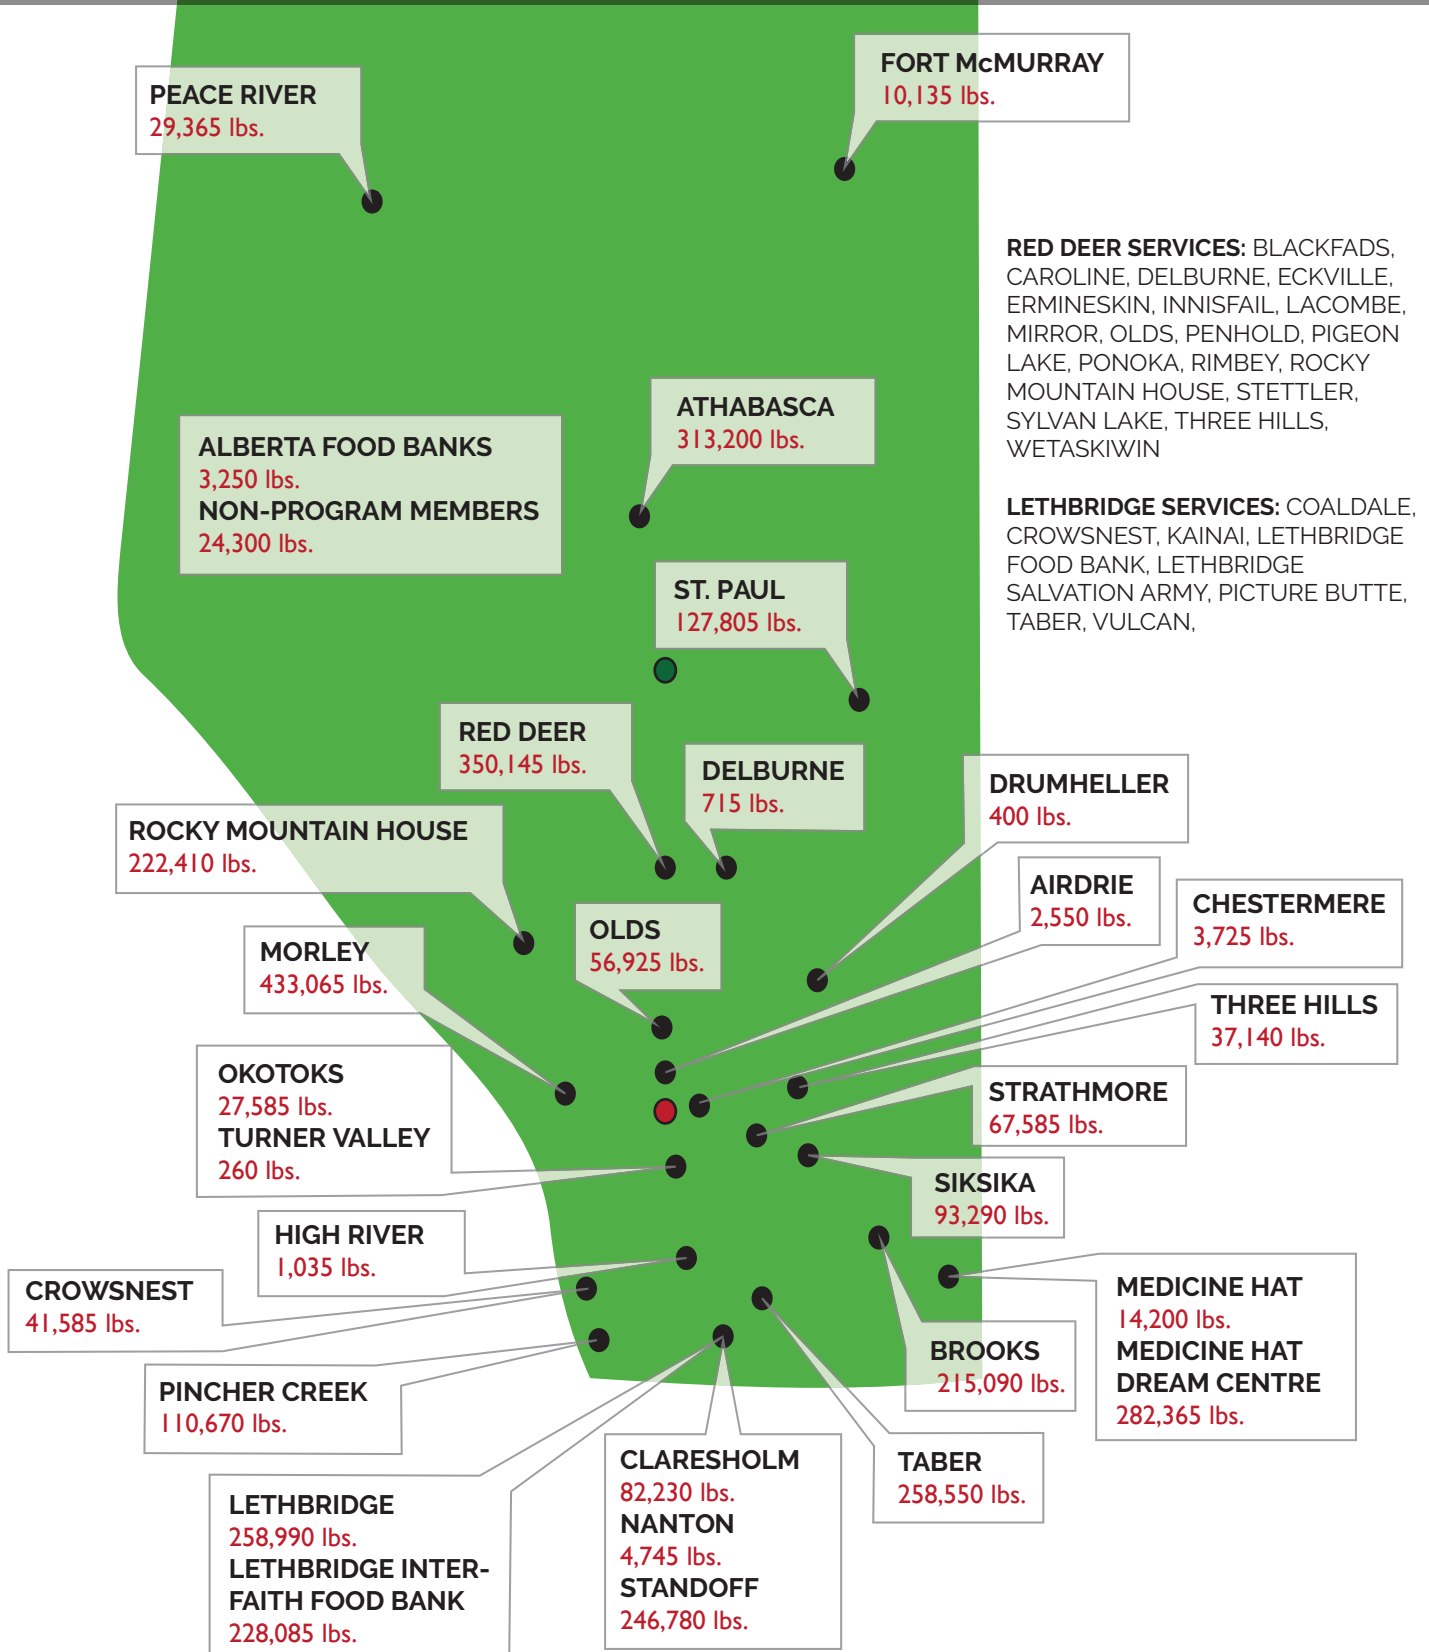 PEACE RIVER
29,365 lbs.
FORT McMURRAY
10,135 lbs.
RED DEER SERVICES: BLACKFADS,
CAROLINE, DELBURNE, ECKVILLE,
ERMINESKIN, INNISFAIL, LACOMBE,
MIRROR, OLDS, PENHOLD, PIGEON
LAKE, PONOKA, RIMBEY, ROCKY
MOUNTAIN HOUSE, STETTLER,
SYLVAN LAKE, THREE HILLS,
WETASKIWIN
LETHBRIDGE SERVICES: COALDALE,
CROWSNEST, KAINAI, LETHBRIDGE
FOOD BANK, LETHBRIDGE
SALVATION ARMY, PICTURE BUTTE,
TABER, VULCAN,
ATHABASCA
313,200 lbs.
ALBERTA FOOD BANKS
3,250 lbs.
NON-PROGRAM MEMBERS
24,300 lbs.
ST. PAUL
127,805 lbs.
RED DEER
350,145 lbs.
DELBURNE
715 lbs.
DRUMHELLER
400 lbs.
ROCKY MOUNTAIN HOUSE
222,410 lbs.
AIRDRIE
2,550 lbs.
CHESTERMERE
3,725 lbs.
OLDS
56,925 lbs.
MORLEY
433,065 lbs.
THREE HILLS
37,140 lbs.
OKOTOKS
27,585 lbs.
TURNER VALLEY
260 lbs.
STRATHMORE
67,585 lbs.
SIKSIKA
93,290 lbs.
HIGH RIVER
1,035 lbs.
CROWSNEST
41,585 lbs.
MEDICINE HAT
14,200 lbs.
MEDICINE HAT
DREAM CENTRE
282,365 lbs.
BROOKS
215,090 lbs.
PINCHER CREEK
110,670 lbs.
CLARESHOLM
82,230 lbs.
NANTON
4,745 lbs.
STANDOFF
246,780 lbs.
TABER
258,550 lbs.
LETHBRIDGE
258,990 lbs.
LETHBRIDGE INTER-
FAITH FOOD BANK
228,085 lbs.